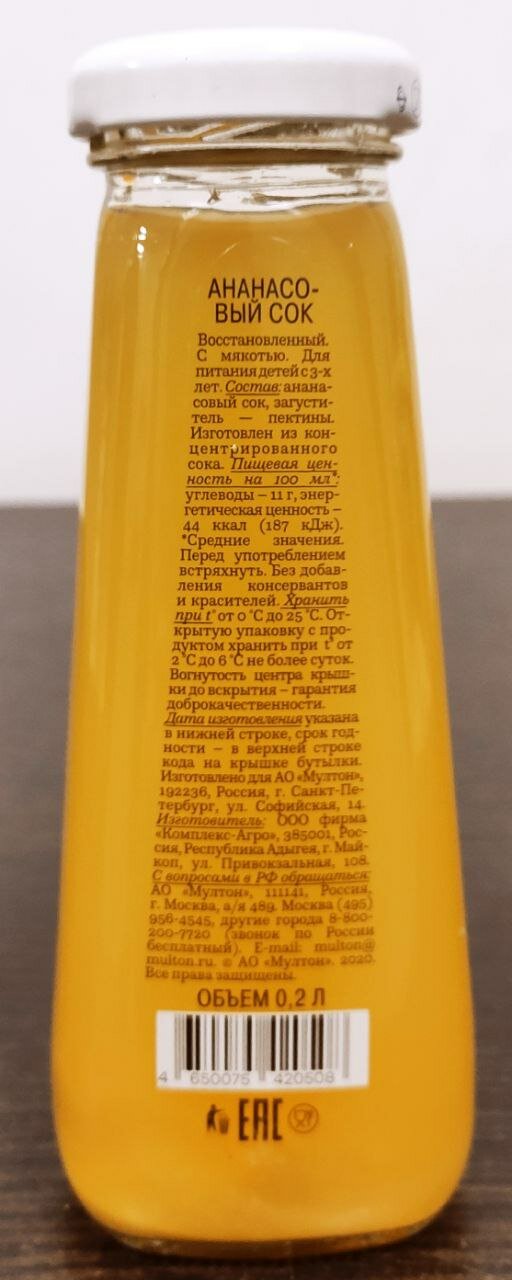 АНАНАСО-
ВЫЙ СОК
Восстановленный.
С мякотью. Для
питания детей с 3-х
лет. Состав: анана-
совый сок, загусти-
тель — пектины.
Изготовлен из кон-
центрированного
сока. Пищевая цен-
ность на 100 мл*:
углеводы – 11 г, энер-
гетическая ценность –
44 ккал (187 кДж).
*Средние значения.
Перед употреблением
встряхнуть. Без добав-
ления консервантов
и красителей. Хранить
при t° от 0 °С до 25 °С. От-
крытую упаковку с про-
дуктом хранить при t° от
2 °С до 6 °С не более суток.
Вогнутость центра крыш-
ки до вскрытия – гарантия
доброкачественности.
Дата изготовления указана
в нижней строке, срок год-
ности – в верхней строке
кода на крышке бутылки.
Изготовлено для АО «Мултон»,
192236, Россия, г. Санкт-Пе-
тербург, ул. Софийская, 14.
Изготовитель: ООО фирма
«Комплекс-Агро», 385001, Рос-
сия, Республика Адыгея, г. Май-
коп, ул. Привокзальная, 108.
С вопросами в РФ обращаться:
АО «Мултон», 111141, Россия,
г. Москва, а/я 489. Москва (495)
956-4545, другие города 8-800-
200-7720 (звонок по России
бесплатный). E-mail: multon@
multon.ru. © АО «Мултон». 2020.
Все права защищены.
ОБЪЕМ 0,2 Л
4 650075 420508
EAC